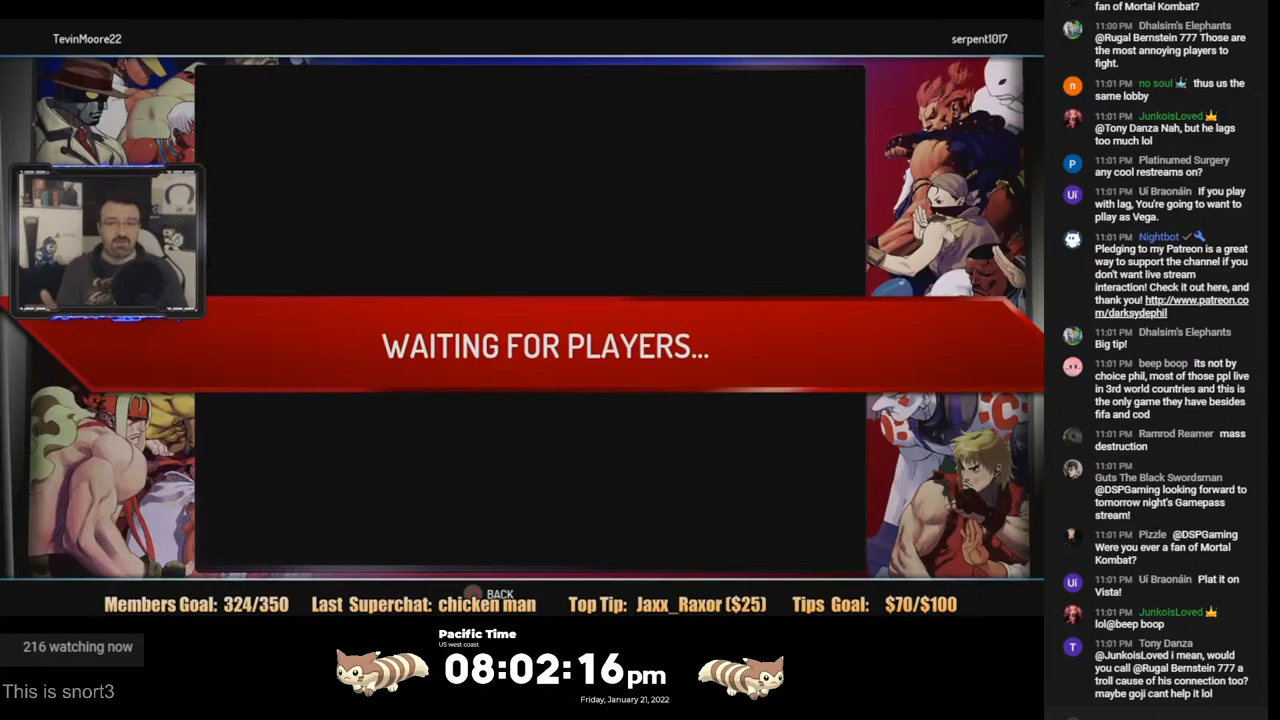 TevinMoore22
serpent1017
WAITING FOR PLAYERS...
BACK
Members Goal: 324/350
Last Superchat: chicken man
Top Tip: Jaxx_Raxor ($25)
Tips Goal: $70/$100
216 watching now
This is snort3
Pacific Time
US west coast
08:02:16pm
Friday, January 21, 2022
fan of Mortal Kombat?
11:00 PM Dhalsim's Elephants
@Rugal Bernstein 777 Those are
the most annoying players to
fight.
n
11:01 PM no soul thus us the
same lobby
11:01 PM JunkoisLoved
@Tony Danza Nah, but he lags
too much lol
P
11:01 PM Platinumed Surgery
any cool restreams on?
Uí
11:01 PM Uí Braonáin If you play
with lag, You're going to want to
pllay as Vega.
11:01 PM Nightbot
Pledging to my Patreon is a great
way to support the channel if you
don't want live stream
interaction! Check it out here, and
thank you! http://www.patreon.co
m/darksydephil
11:01 PM Dhalsim's Elephants
Big tip!
11:01 PM beep boop its not by
choice phil, most of those ppl live
in 3rd world countries and this is
the only game they have besides
fifa and cod
11:01 PM Ramrod Reamer mass
destruction
11:01 PM
Guts The Black Swordsman
@DSPGaming looking forward to
tomorrow night's Gamepass
stream!
11:01 PM Pizzle @DSPGaming
Were you ever a fan of Mortal
Kombat?
Uí
11:01 PM Uí Braonáin Plat it on
Vista!
11:01 PM JunkoisLoved
lol@beep boop
T
11:01 PM Tony Danza
@JunkoisLoved i mean, would
you call @Rugal Bernstein 777 a
troll cause of his connection too?
maybe goji cant help it lol